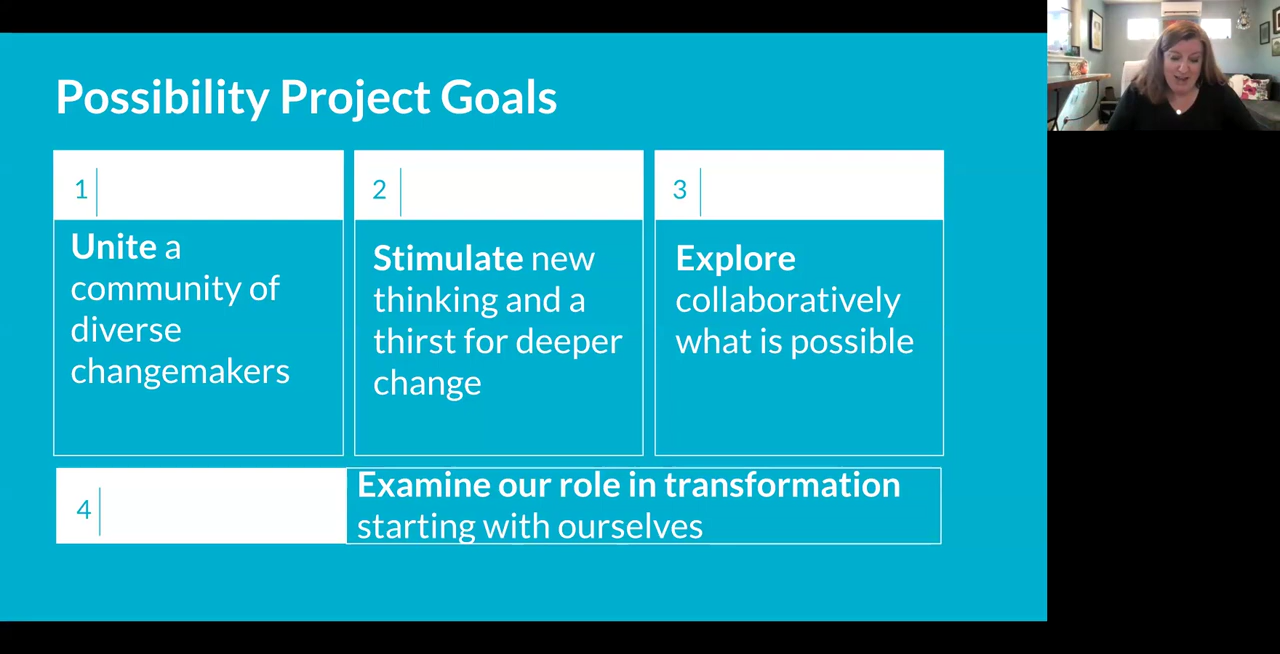 Possibility Project Goals
1
Unite a
community of
diverse
changemakers
2
Stimulate new
thinking and a
thirst for deeper
change
3
Explore
collaboratively
what is possible
4
Examine our role in transformation
starting with ourselves